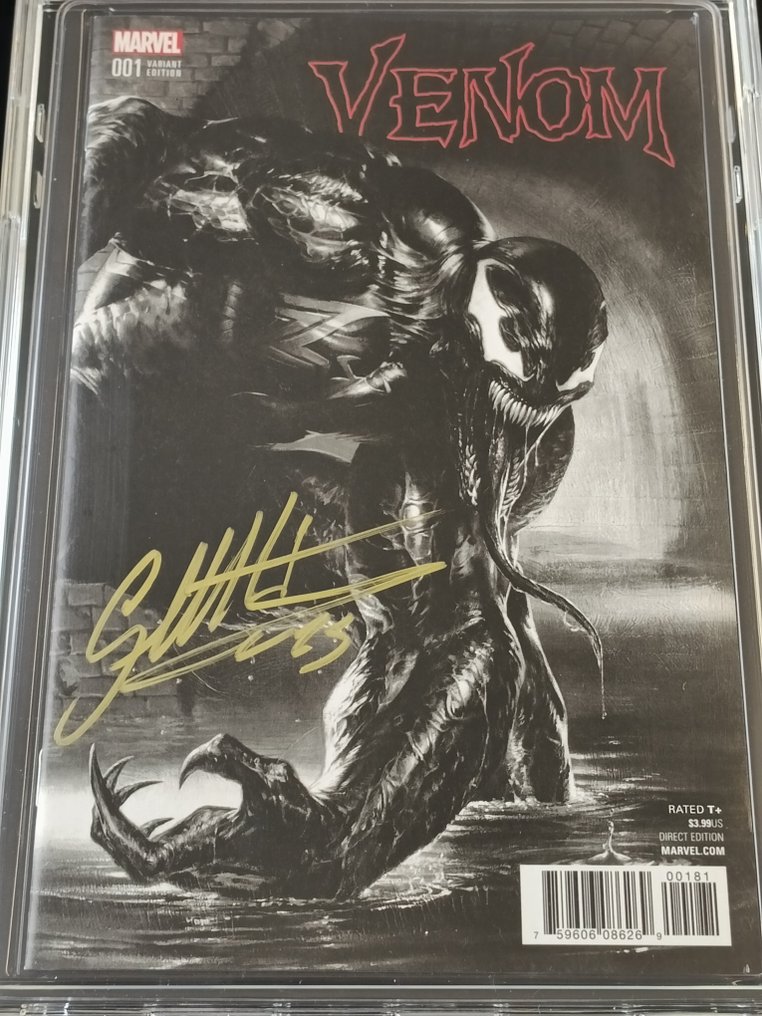 MARVEL
001 VARIANT
EDITION
VENOM
RATED T+
$3.99US
DIRECT EDITION
MARVEL.COM
00181
7 59606 08626 9